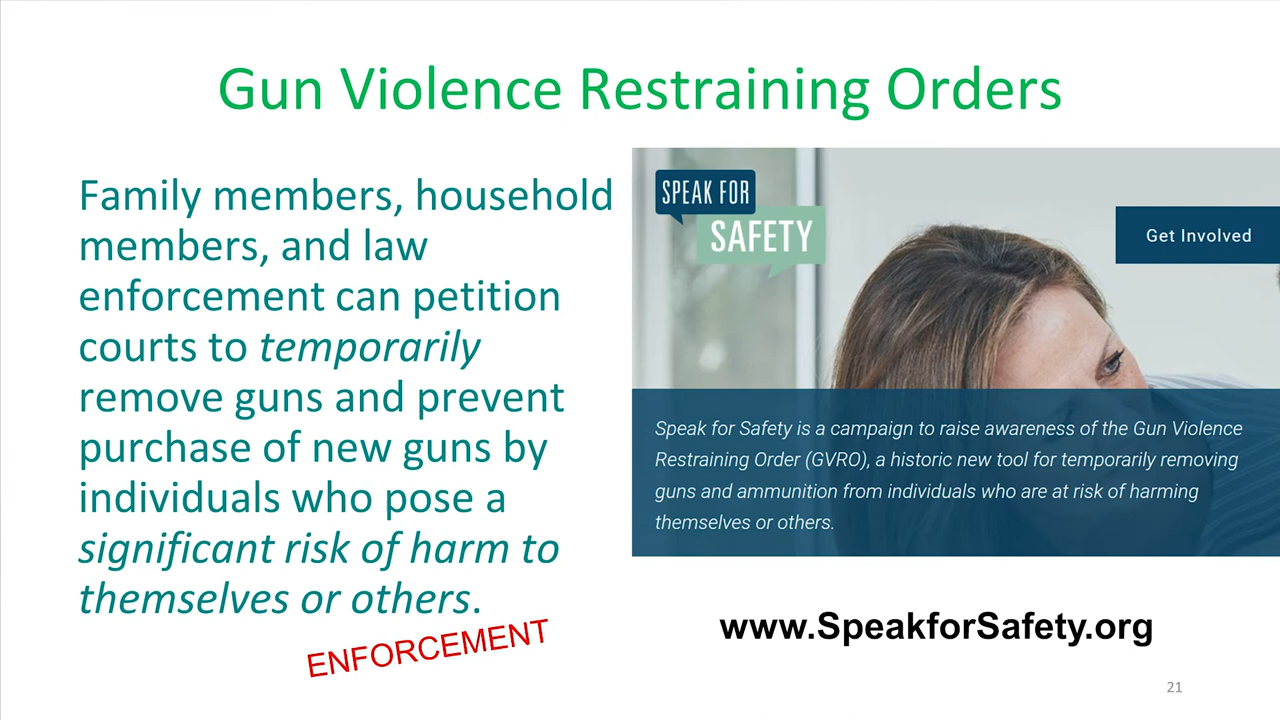 Gun Violence Restraining Orders
Family members, household
members, and law
enforcement can petition
courts to temporarily
remove guns and prevent
purchase of new guns by
individuals who pose a
significant risk of harm to
themselves or others.
ENFORCEMENT
SPEAK FOR
SAFETY
Get Involved
Speak for Safety is a campaign to raise awareness of the Gun Violence
Restraining Order (GVRO), a historic new tool for temporarily removing
guns and ammunition from individuals who are at risk of harming
themselves or others.
www.SpeakforSafety.org
21